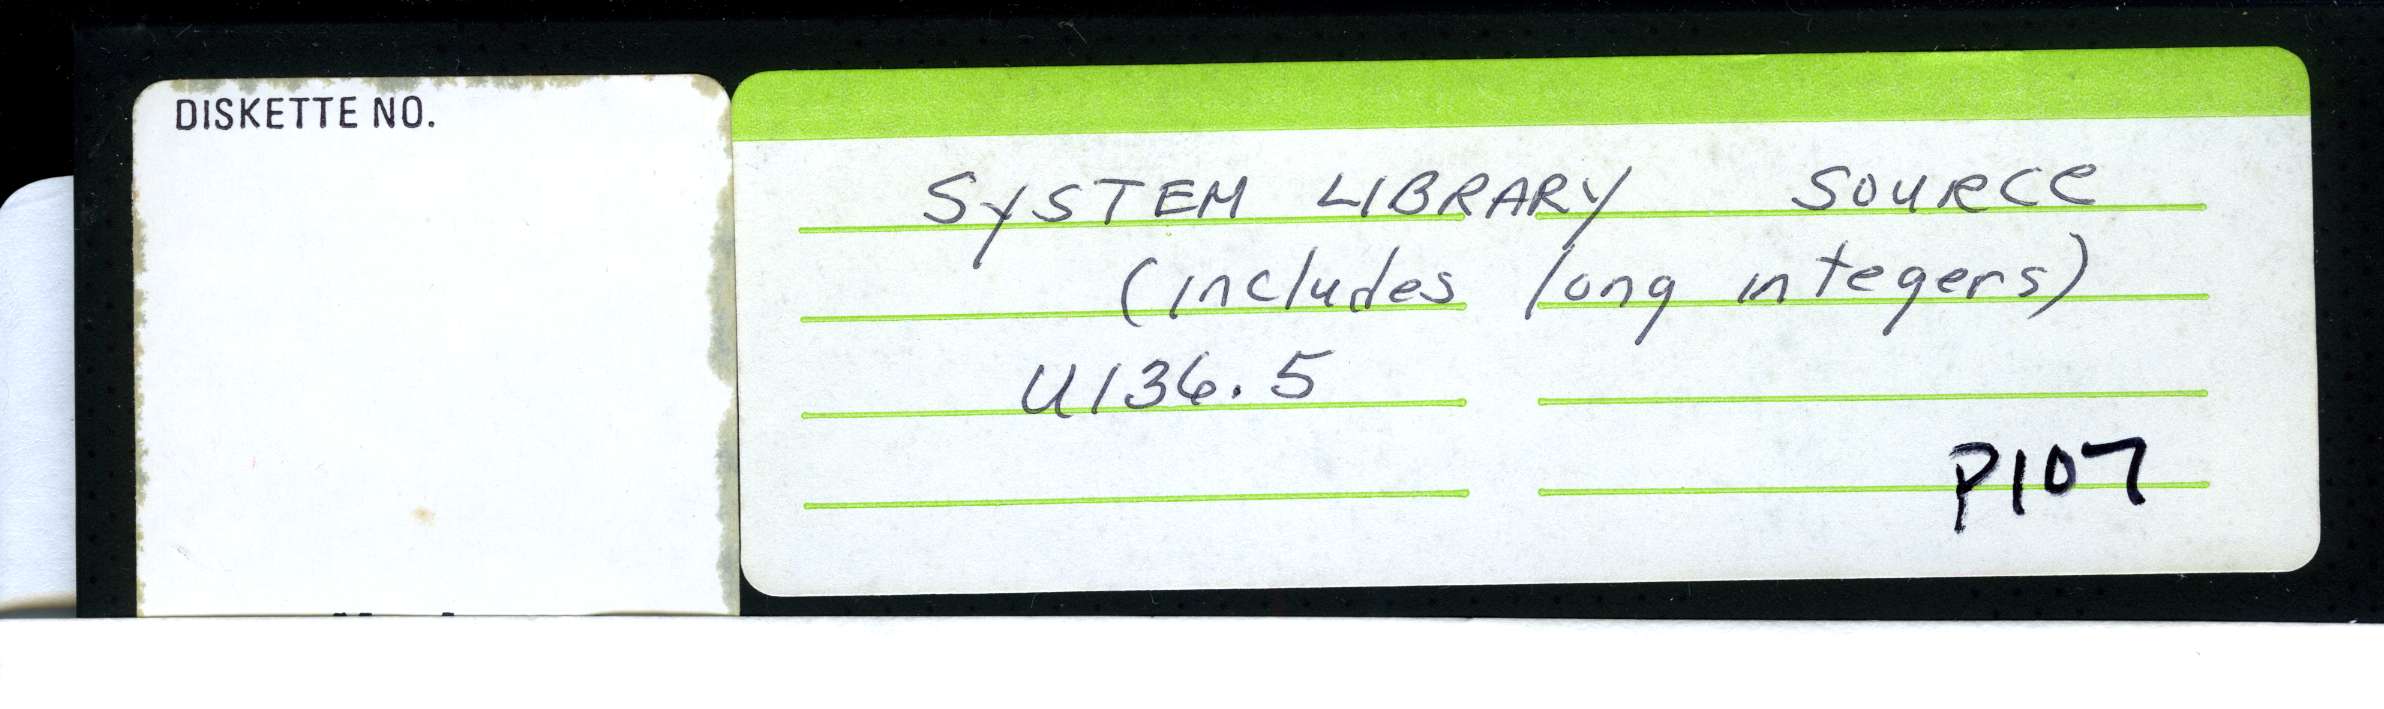 DISKETTE NO.
SYSTEM LIBRARY SOURCE
(includes long integers)
U136.5
P107